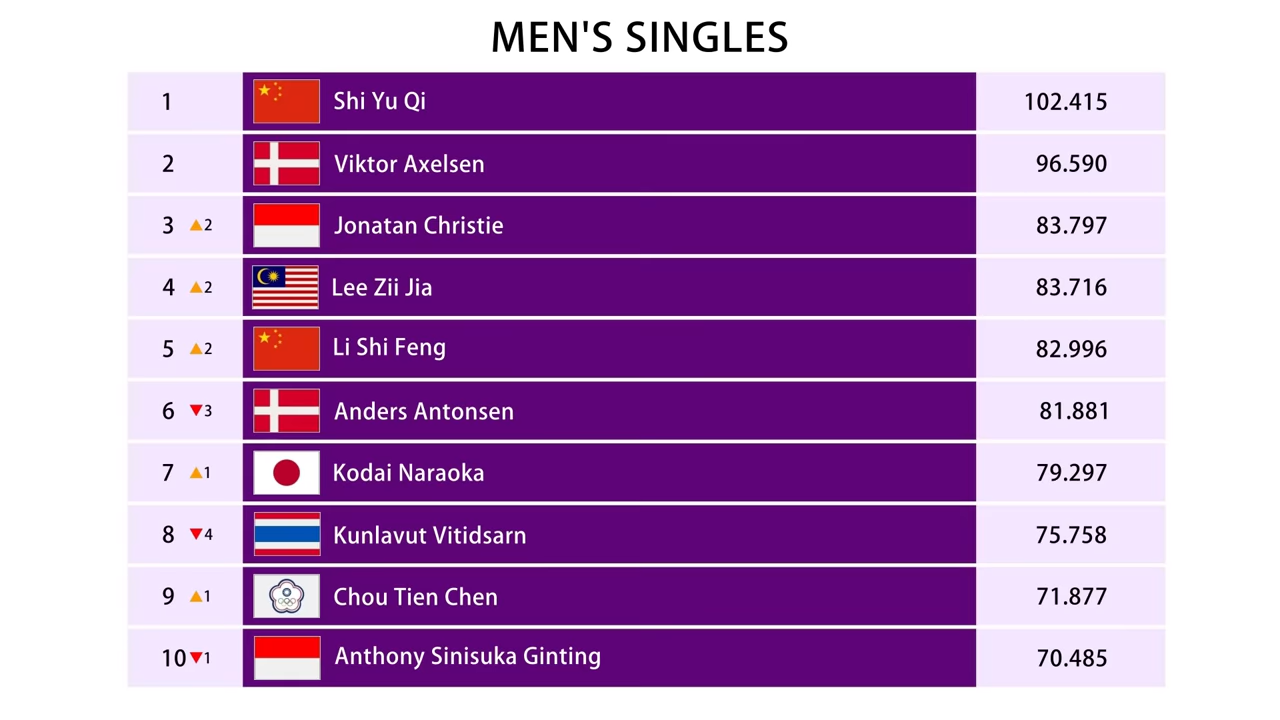 MEN'S SINGLES
1 Shi Yu Qi 102.415
2 Viktor Axelsen 96.590
3 ▲2 Jonatan Christie 83.797
4 ▲2 Lee Zii Jia 83.716
5 ▲2 Li Shi Feng 82.996
6 ▼3 Anders Antonsen 81.881
7 ▲1 Kodai Naraoka 79.297
8 ▼4 Kunlavut Vitidsarn 75.758
9 ▲1 Chou Tien Chen 71.877
10 ▼1 Anthony Sinisuka Ginting 70.485